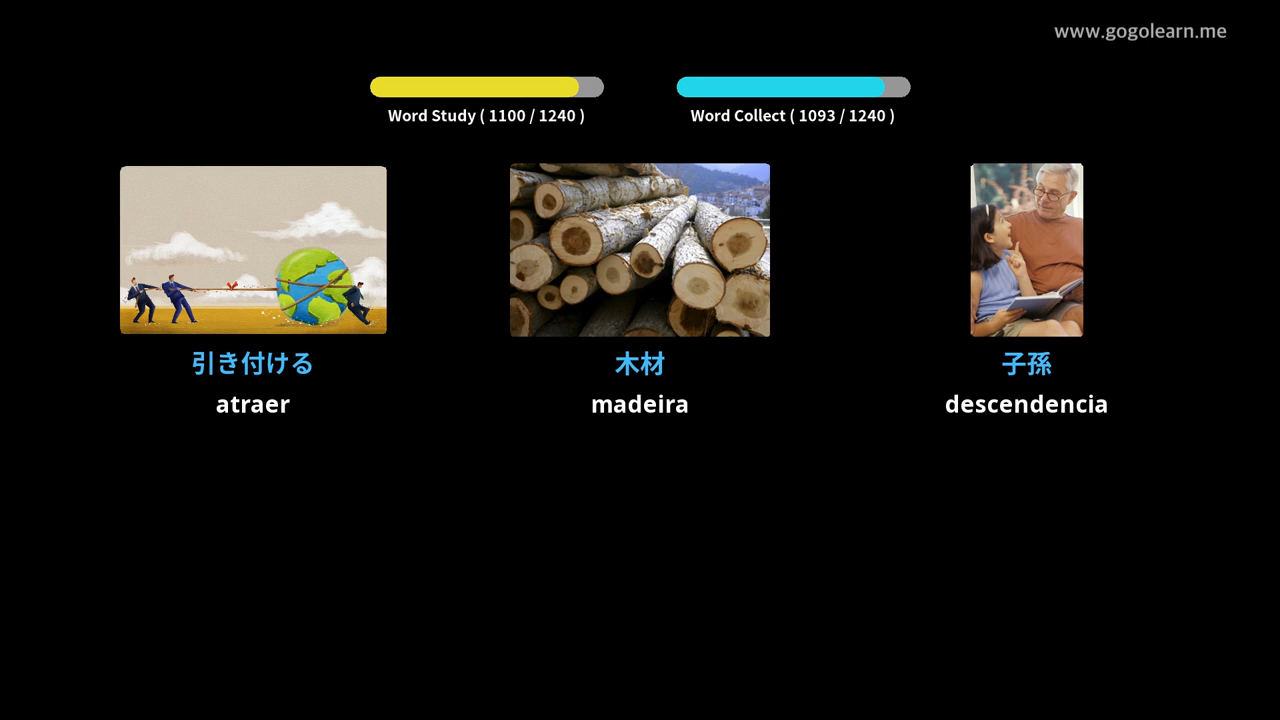 www.gogolearn.me
Word Study ( 1100 / 1240 )
Word Collect ( 1093 / 1240 )
引き付ける
木材
子孫
atraer
madeira
descendencia